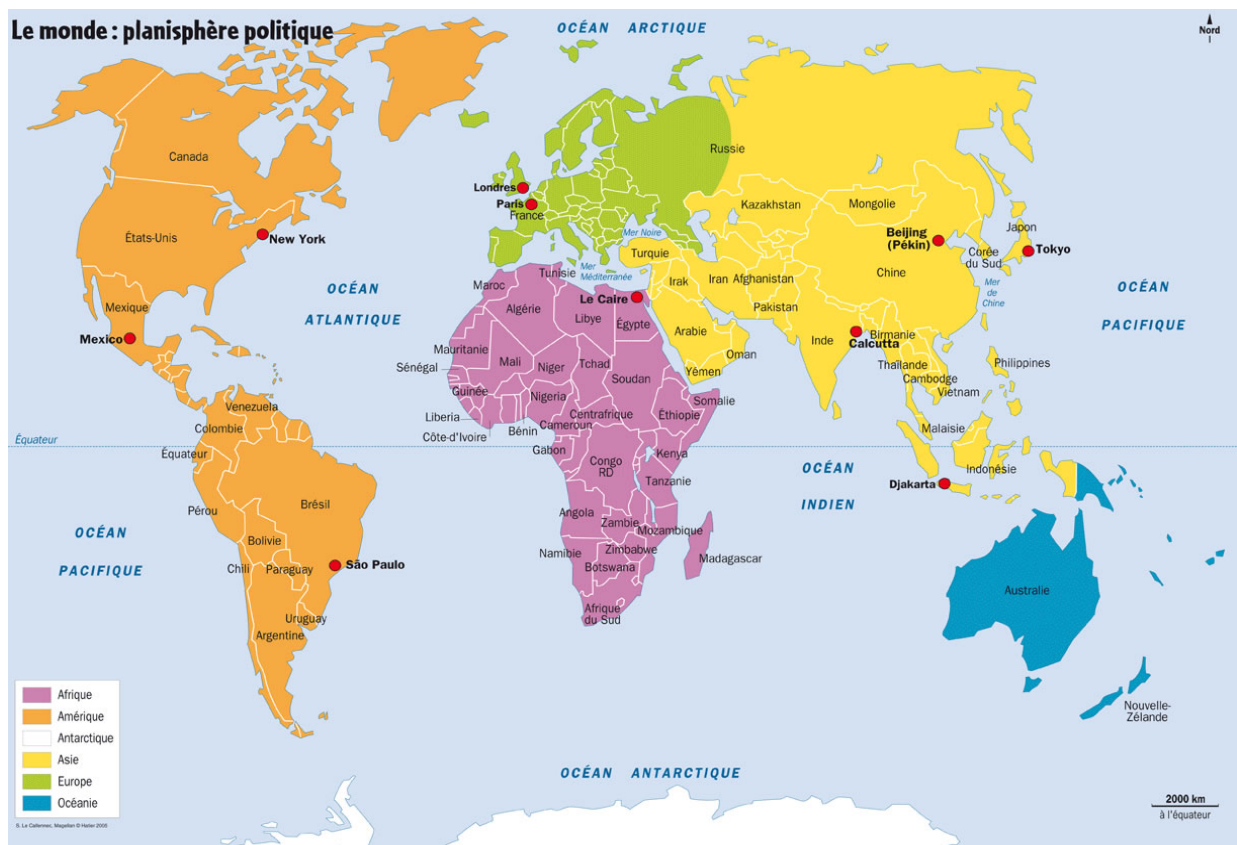 Le monde : planisphère politique
OCÉAN ARCTIQUE
Nord
Canada
États-Unis
New York
Mexique
Mexico
OCÉAN
ATLANTIQUE
Venezuela
Colombie
Équateur
Équateur
Pérou
Brésil
Bolivie
Chili
Paraguay
São Paulo
Uruguay
Argentine
OCÉAN
PACIFIQUE
Londres
Paris
France
Mer Noire
Mer
Méditerranée
Russie
Kazakhstan
Mongolie
Beijing
(Pékin)
Japon
Tokyo
Corée
du Sud
Mer
de
Chine
Chine
Turquie
Irak
Iran
Afghanistan
Pakistan
Arabie
Oman
Yémen
Inde
Calcutta
Birmanie
Thaïlande
Cambodge
Vietnam
Philippines
Malaisie
Indonésie
Djakarta
OCÉAN
PACIFIQUE
Tunisie
Maroc
Algérie
Libye
Le Caire
Égypte
Mauritanie
Mali
Niger
Tchad
Soudan
Sénégal
Guinée
Nigeria
Somalie
Éthiopie
Liberia
Côte-d'Ivoire
Bénin
Cameroun
Centrafrique
Gabon
Congo
RD
Kenya
Tanzanie
Angola
Zambie
Mozambique
Namibie
Zimbabwe
Botswana
Madagascar
Afrique
du Sud
OCÉAN
INDIEN
Australie
Nouvelle-
Zélande
OCÉAN ANTARCTIQUE
Afrique
Amérique
Antarctique
Asie
Europe
Océanie
S. Le Callennec, Magellan © Hatier 2006
2000 km
à l'équateur